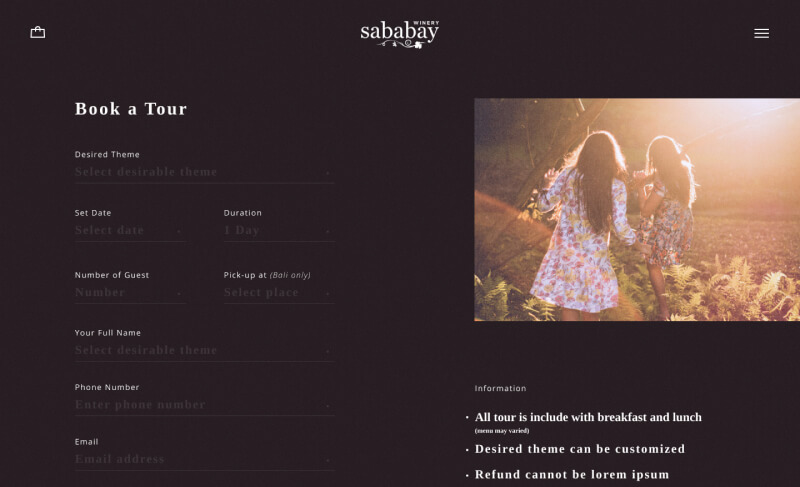 WINERY
sababay
Book a Tour
Desired Theme
Select desirable theme
Set Date
Select date
Duration
1 Day
Number of Guest
Number
Pick-up at (Bali only)
Select place
Your Full Name
Select desirable theme
Phone Number
Enter phone number
Email
Email address
Information
• All tour is include with breakfast and lunch
(menu may varied)
• Desired theme can be customized
• Refund cannot be lorem ipsum